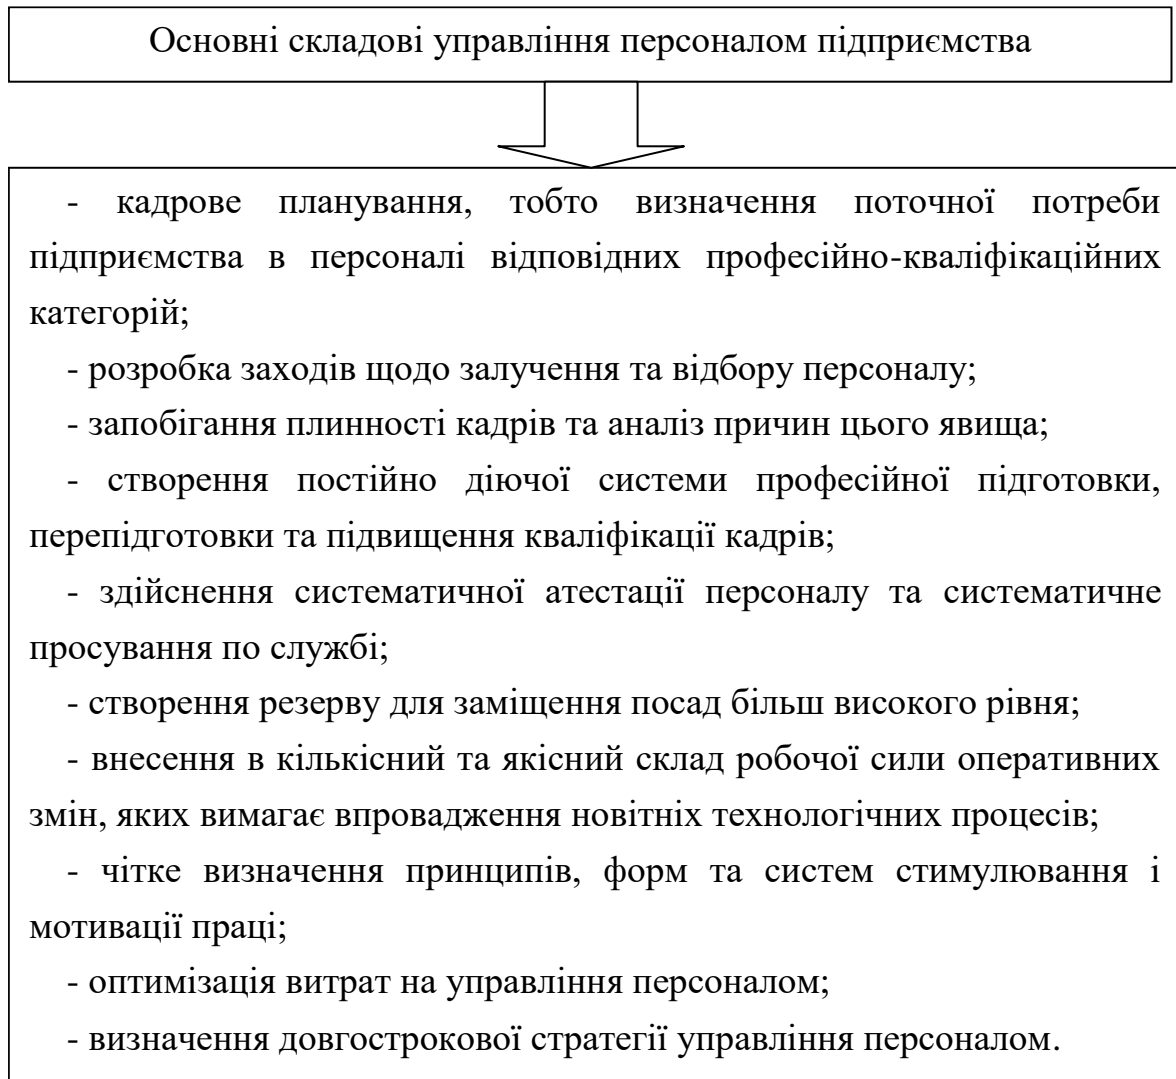 Основні складові управління персоналом підприємства
- кадрове планування, тобто визначення поточної потреби
підприємства в персоналі відповідних професійно-кваліфікаційних
категорій;
- розробка заходів щодо залучення та відбору персоналу;
- запобігання плинності кадрів та аналіз причин цього явища;
- створення постійно діючої системи професійної підготовки,
перепідготовки та підвищення кваліфікації кадрів;
- здійснення систематичної атестації персоналу та систематичне
просування по службі;
- створення резерву для заміщення посад більш високого рівня;
- внесення в кількісний та якісний склад робочої сили оперативних
змін, яких вимагає впровадження новітніх технологічних процесів;
- чітке визначення принципів, форм та систем стимулювання і
мотивації праці;
- оптимізація витрат на управління персоналом;
- визначення довгострокової стратегії управління персоналом.